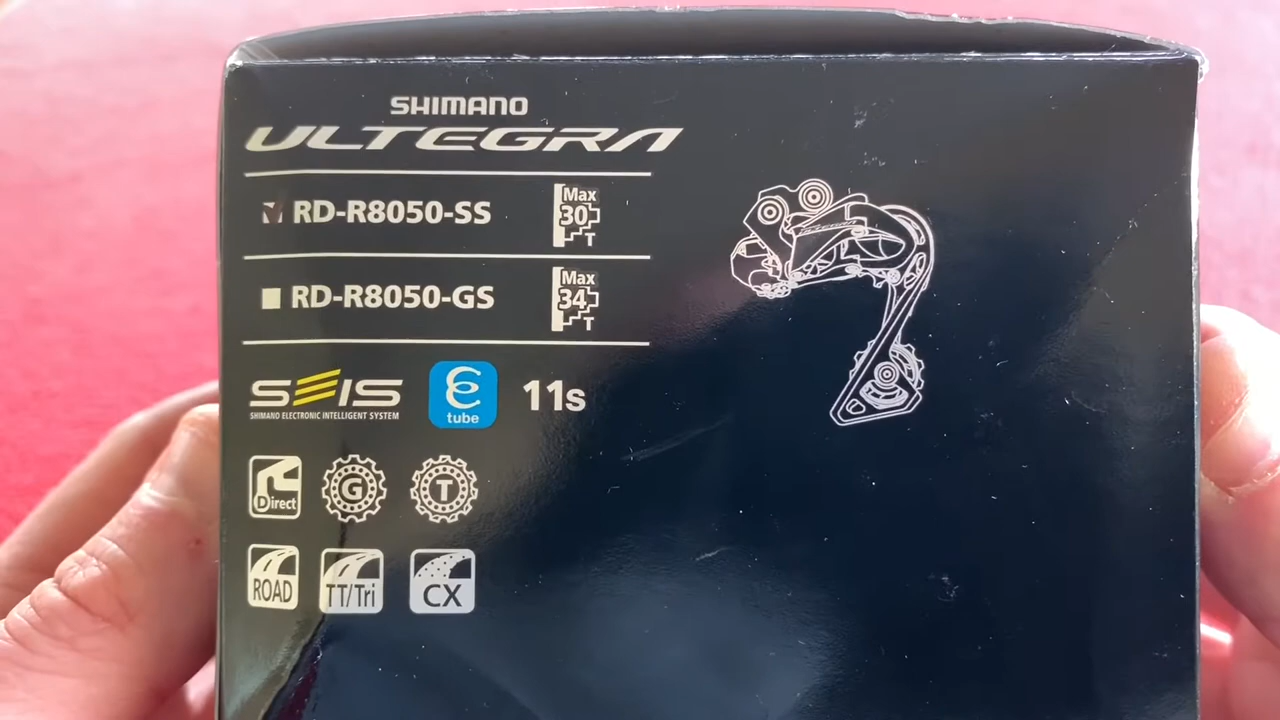 SHIMANO
ULTEGRA
RD-R8050-SS
Max
30
T
RD-R8050-GS
Max
34
T
SEIS
SHIMANO ELECTRONIC INTELLIGENT SYSTEM
E
tube
11s
Direct
G
T
ROAD
TT/Tri
CX